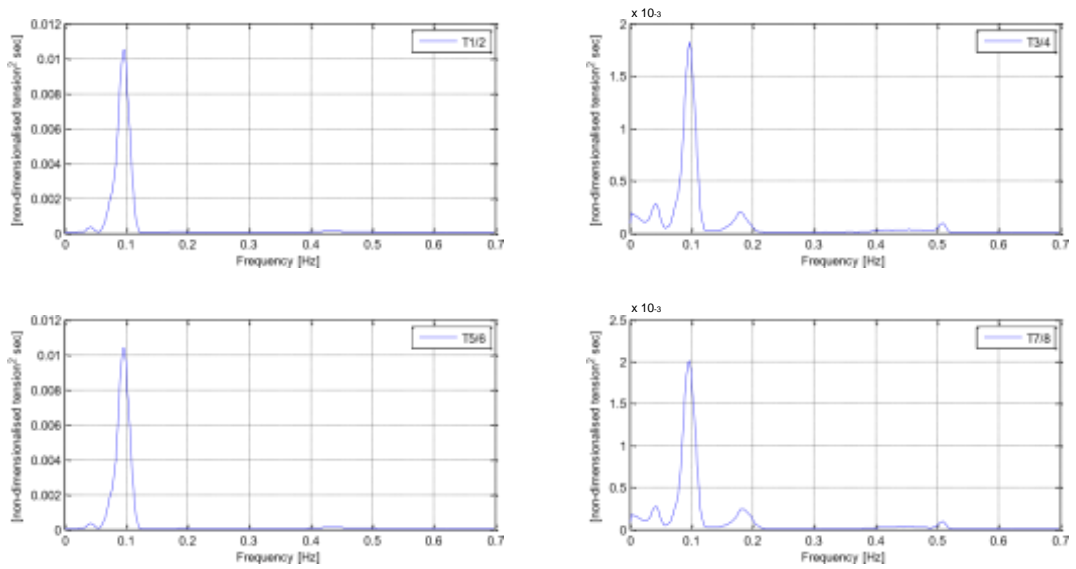 0.012
0.01
0.008
0.006
0.004
0.002
0
[non-dimensionalised tension² sec]
T1/2
0 0.1 0.2 0.3 0.4 0.5 0.6 0.7
Frequency [Hz]
x 10-3
2
1.5
1
0.5
0
[non-dimensionalised tension² sec]
T3/4
0 0.1 0.2 0.3 0.4 0.5 0.6 0.7
Frequency [Hz]
0.012
0.01
0.008
0.006
0.004
0.002
0
[non-dimensionalised tension² sec]
T5/6
0 0.1 0.2 0.3 0.4 0.5 0.6 0.7
Frequency [Hz]
x 10-3
2.5
2
1.5
1
0.5
0
[non-dimensionalised tension² sec]
T7/8
0 0.1 0.2 0.3 0.4 0.5 0.6 0.7
Frequency [Hz]